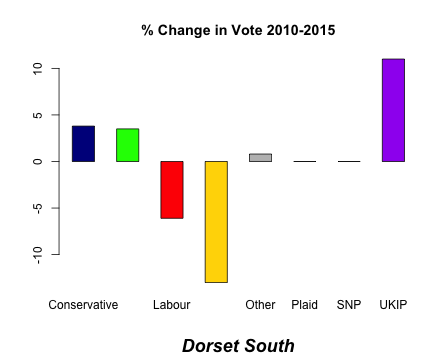 % Change in Vote 2010-2015
10
5
0
-5
-10
Conservative Labour Other Plaid SNP UKIP
Dorset South